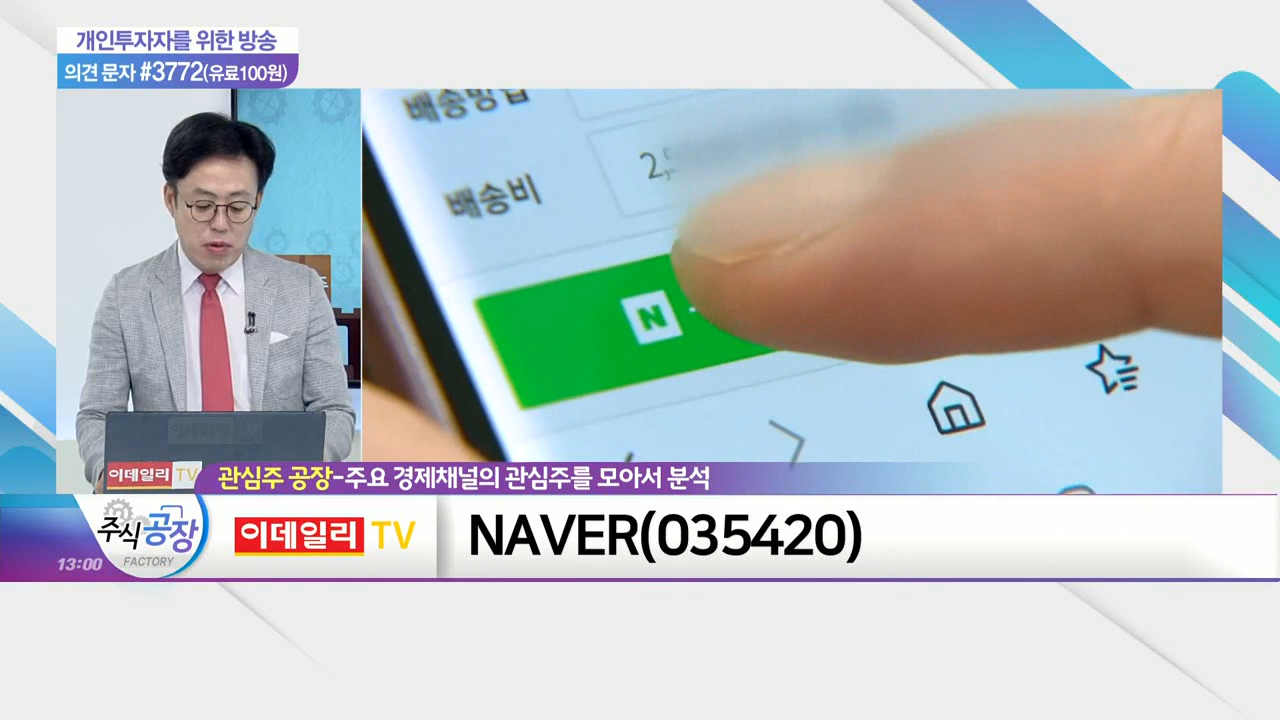 개인투자자를 위한 방송
의견 문자 #3772(유료100원)
배송방법
배송비
2,
N
이데일리 TV
관심주 공장-주요 경제채널의 관심주를 모아서 분석
주식공장
FACTORY
13:00
이데일리 TV
NAVER(035420)